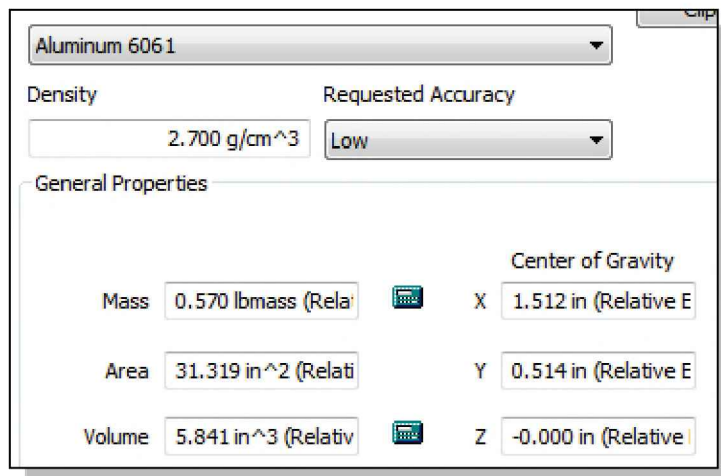 Clip
Aluminum 6061
Density Requested Accuracy
2.700 g/cm^3 Low
General Properties
Center of Gravity
Mass 0.570 lbmass (Rela X 1.512 in (Relative E
Area 31.319 in^2 (Relati Y 0.514 in (Relative E
Volume 5.841 in^3 (Relativ Z -0.000 in (Relative